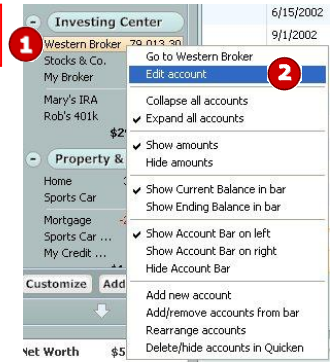 6/15/2002
- Investing Center
9/1/2002
1
Western Broker 79,013.30
Stocks & Co.
My Broker
Mary's IRA
Rob's 401k
$29
- Property &
Home
Sports Car
Mortgage -2
Sports Car ...
My Credit ...
Customize Add
Net Worth $5
Go to Western Broker
Edit account
2
Collapse all accounts
✓ Expand all accounts
✓ Show amounts
Hide amounts
✓ Show Current Balance in bar
Show Ending Balance in bar
✓ Show Account Bar on left
Show Account Bar on right
Hide Account Bar
Add new account
Add/remove accounts from bar
Rearrange accounts
Delete/hide accounts in Quicken